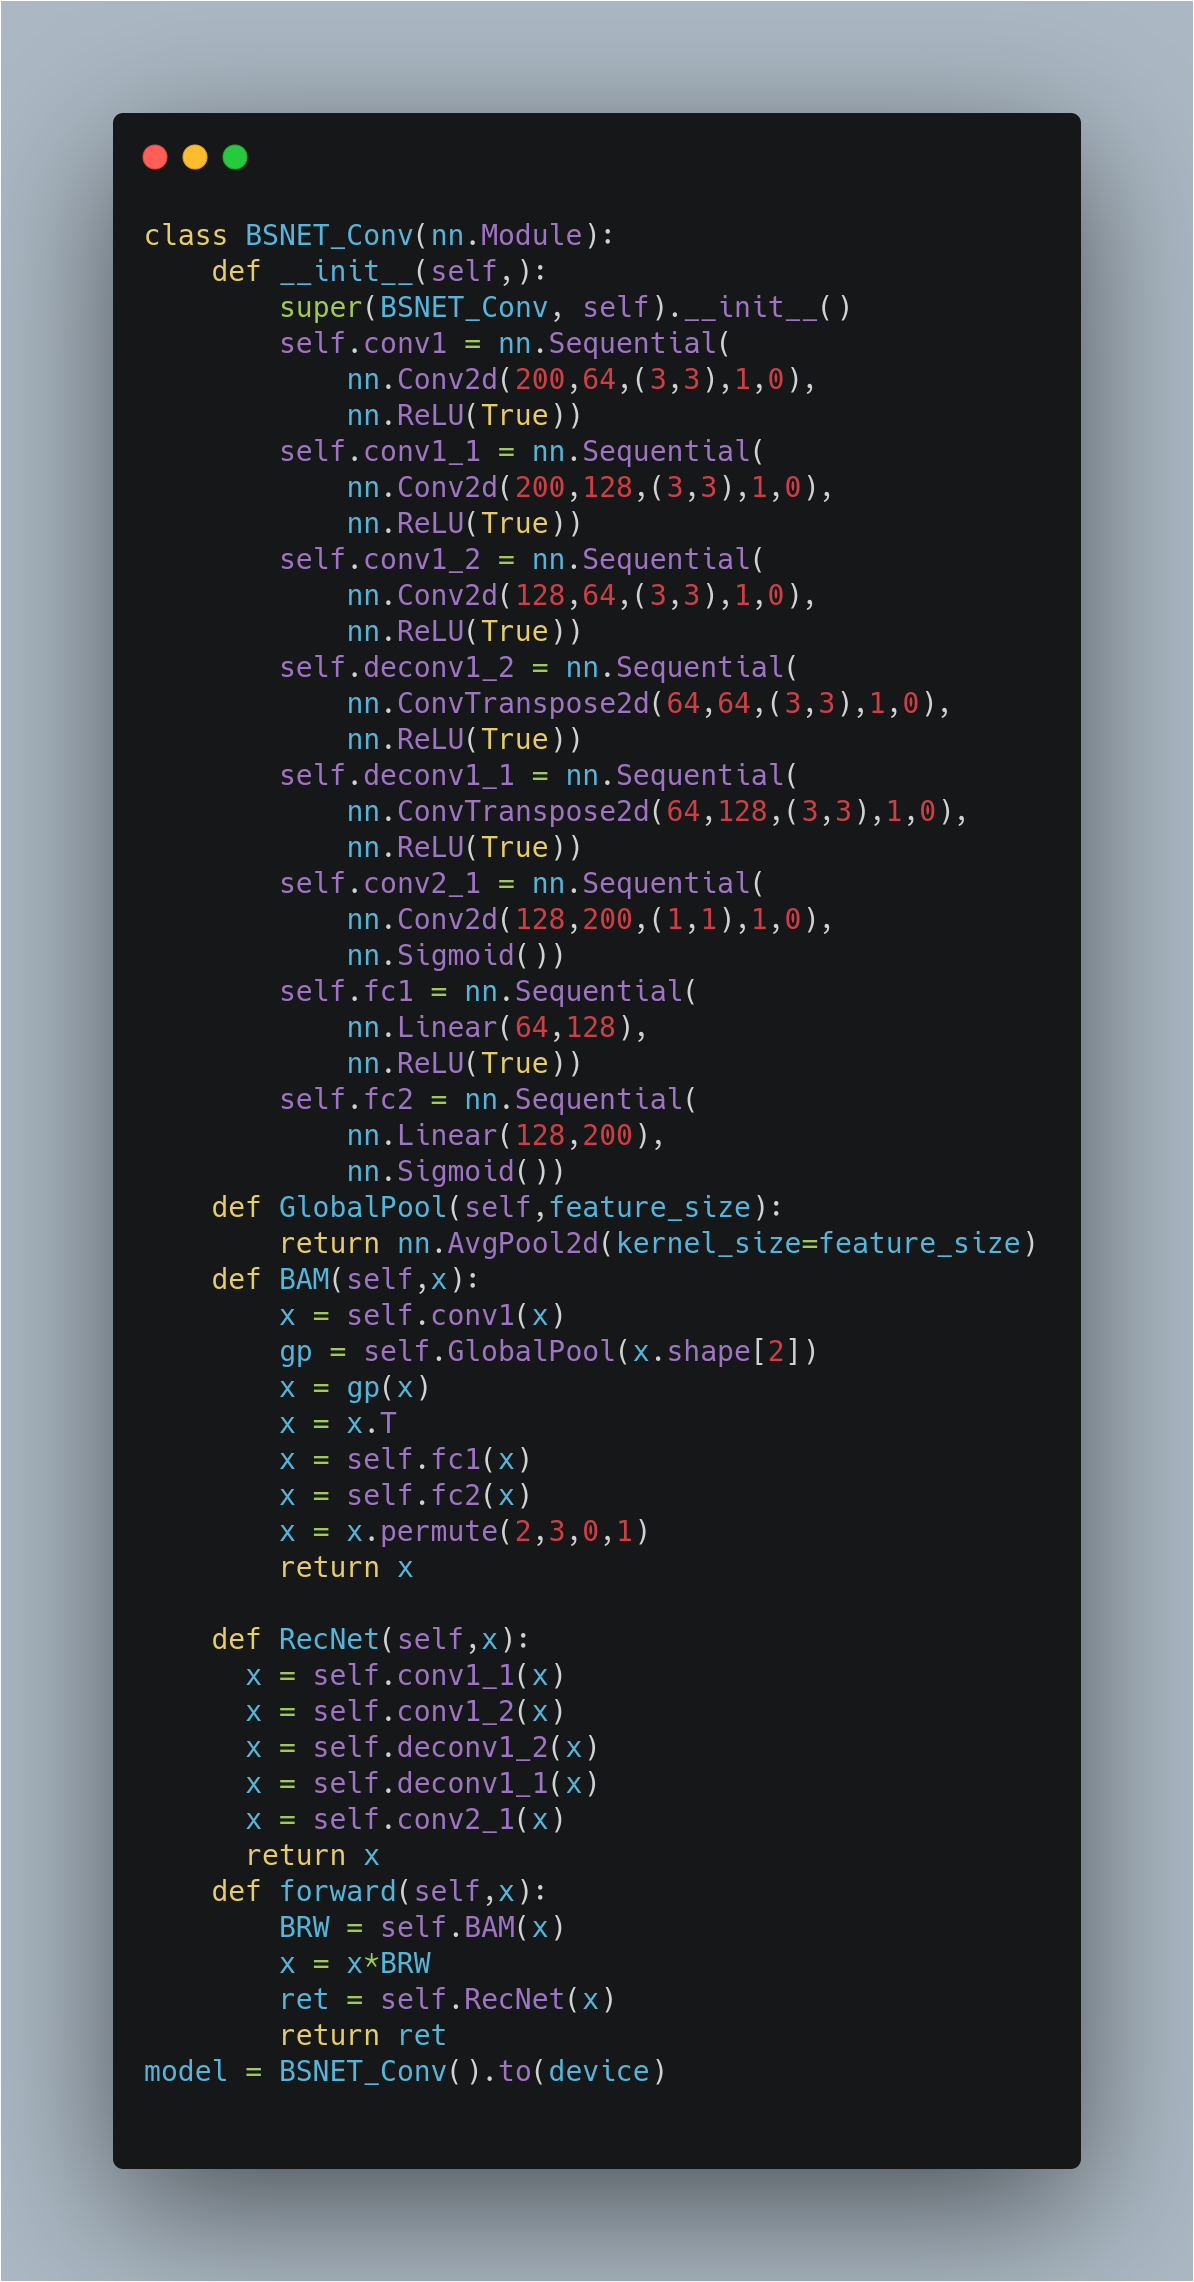 class BSNET_Conv(nn.Module):
    def __init__(self,):
        super(BSNET_Conv, self).__init__()
        self.conv1 = nn.Sequential(
            nn.Conv2d(200,64,(3,3),1,0),
            nn.ReLU(True))
        self.conv1_1 = nn.Sequential(
            nn.Conv2d(200,128,(3,3),1,0),
            nn.ReLU(True))
        self.conv1_2 = nn.Sequential(
            nn.Conv2d(128,64,(3,3),1,0),
            nn.ReLU(True))
        self.deconv1_2 = nn.Sequential(
            nn.ConvTranspose2d(64,64,(3,3),1,0),
            nn.ReLU(True))
        self.deconv1_1 = nn.Sequential(
            nn.ConvTranspose2d(64,128,(3,3),1,0),
            nn.ReLU(True))
        self.conv2_1 = nn.Sequential(
            nn.Conv2d(128,200,(1,1),1,0),
            nn.Sigmoid())
        self.fc1 = nn.Sequential(
            nn.Linear(64,128),
            nn.ReLU(True))
        self.fc2 = nn.Sequential(
            nn.Linear(128,200),
            nn.Sigmoid())
    def GlobalPool(self,feature_size):
        return nn.AvgPool2d(kernel_size=feature_size)
    def BAM(self,x):
        x = self.conv1(x)
        gp = self.GlobalPool(x.shape[2])
        x = gp(x)
        x = x.T
        x = self.fc1(x)
        x = self.fc2(x)
        x = x.permute(2,3,0,1)
        return x

    def RecNet(self,x):
      x = self.conv1_1(x)
      x = self.conv1_2(x)
      x = self.deconv1_2(x)
      x = self.deconv1_1(x)
      x = self.conv2_1(x)
      return x
    def forward(self,x):
        BRW = self.BAM(x)
        x = x*BRW
        ret = self.RecNet(x)
        return ret
model = BSNET_Conv().to(device)